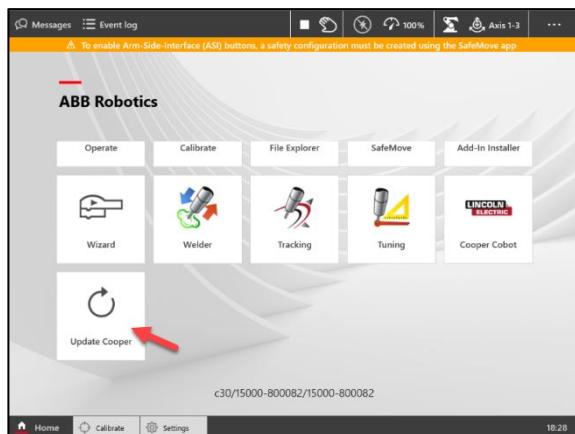 Messages Event log 100% Axis 1-3 ...
To enable Arm-Side-Interface (ASI) buttons, a safety configuration must be created using the SafeMove app
ABB Robotics
Operate Calibrate File Explorer SafeMove Add-In Installer
LINCOLN
ELECTRIC
Wizard Welder Tracking Tuning Cooper Cobot
Update Cooper
c30/15000-800082/15000-800082
Home Calibrate Settings 18:28